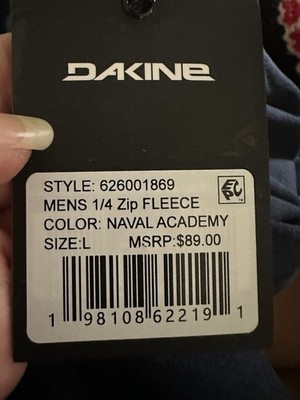 DAKINE
STYLE: 626001869
MENS 1/4 Zip FLEECE
COLOR: NAVAL ACADEMY
SIZE:L MSRP:$89.00
1 98108 62219 1